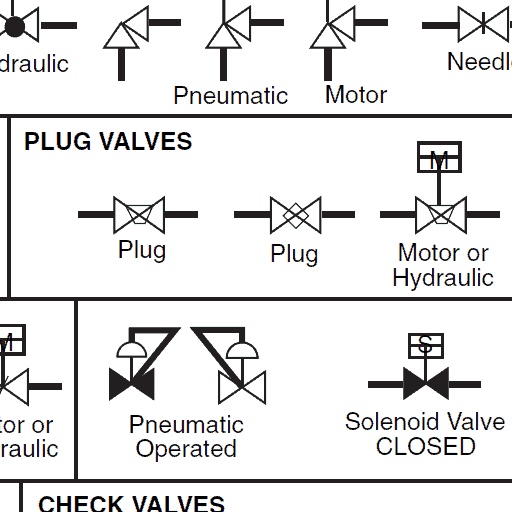 draulic
Pneumatic
Motor
Needl
PLUG VALVES
M
Plug
Plug
Motor or
Hydraulic
M
S
tor or
raulic
Pneumatic
Operated
Solenoid Valve
CLOSED
CHECK VALVES